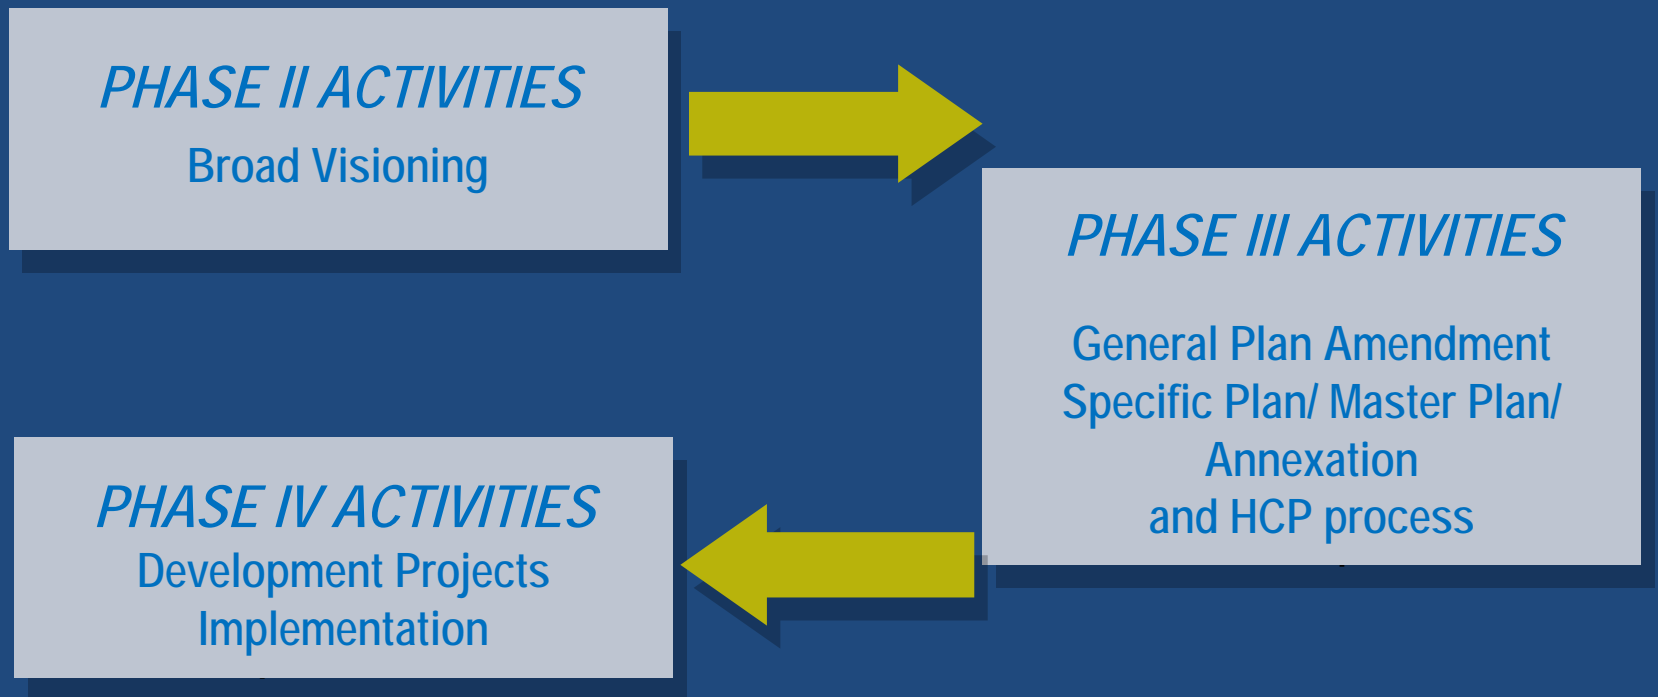 PHASE II ACTIVITIES
Broad Visioning
PHASE III ACTIVITIES
General Plan Amendment
Specific Plan/ Master Plan/
Annexation
and HCP process
PHASE IV ACTIVITIES
Development Projects
Implementation